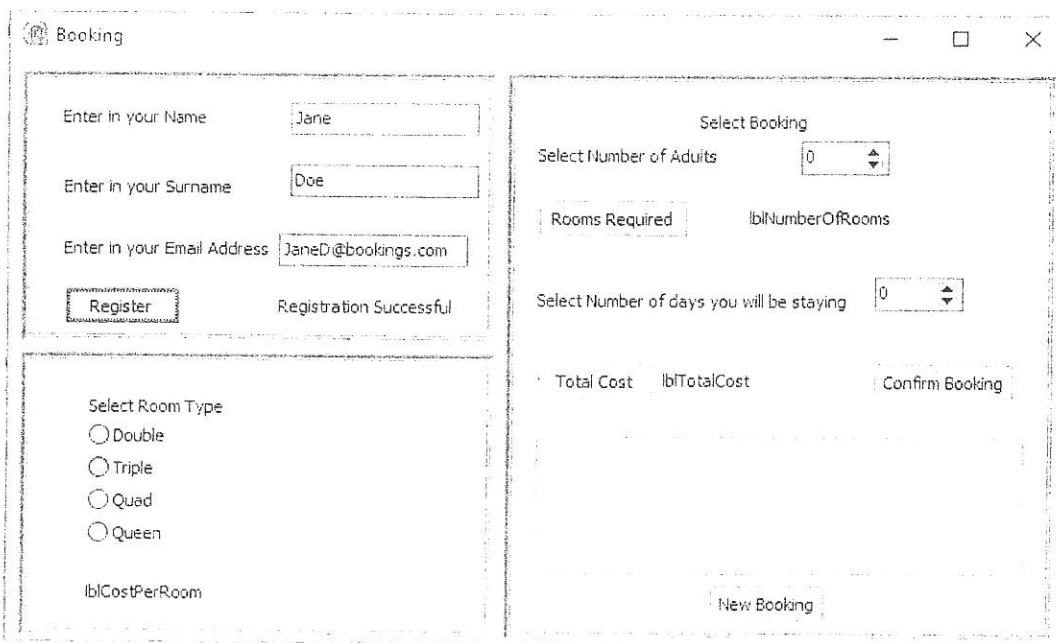 Booking
Enter in your Name
Jane
Enter in your Surname
Doe
Enter in your Email Address
JaneD@bookings.com
Register
Registration Successful
Select Room Type
Double
Triple
Quad
Queen
lblCostPerRoom
Select Booking
Select Number of Adults
0
Rooms Required
lblNumberOfRooms
Select Number of days you will be staying
0
Total Cost
lblTotalCost
Confirm Booking
New Booking